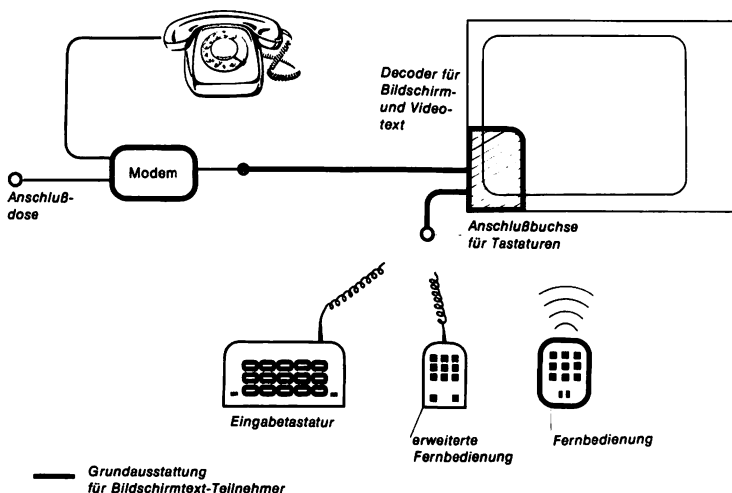 Decoder für
Bildschirm-
und Video-
text
Modem
Anschluß-
dose
Anschlußbuchse
für Tastaturen
Eingabetastatur
erweiterte
Fernbedienung
Fernbedienung
Grundausstattung
für Bildschirmtext-Teilnehmer